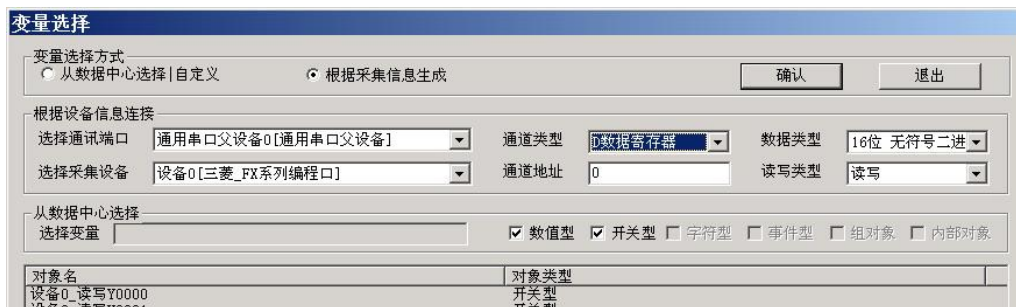 变量选择
变量选择方式
从数据中心选择|自定义 根据采集信息生成 确认 退出
根据设备信息连接
选择通讯端口 通用串口父设备0[通用串口父设备] 通道类型 D数据寄存器 数据类型 16位 无符号二进
选择采集设备 设备0[三菱_FX系列编程口] 通道地址 0 读写类型 读写
从数据中心选择
选择变量 数值型 开关型 字符型 事件型 组对象 内部对象
对象名 对象类型
设备0_读写Y0000 开关型